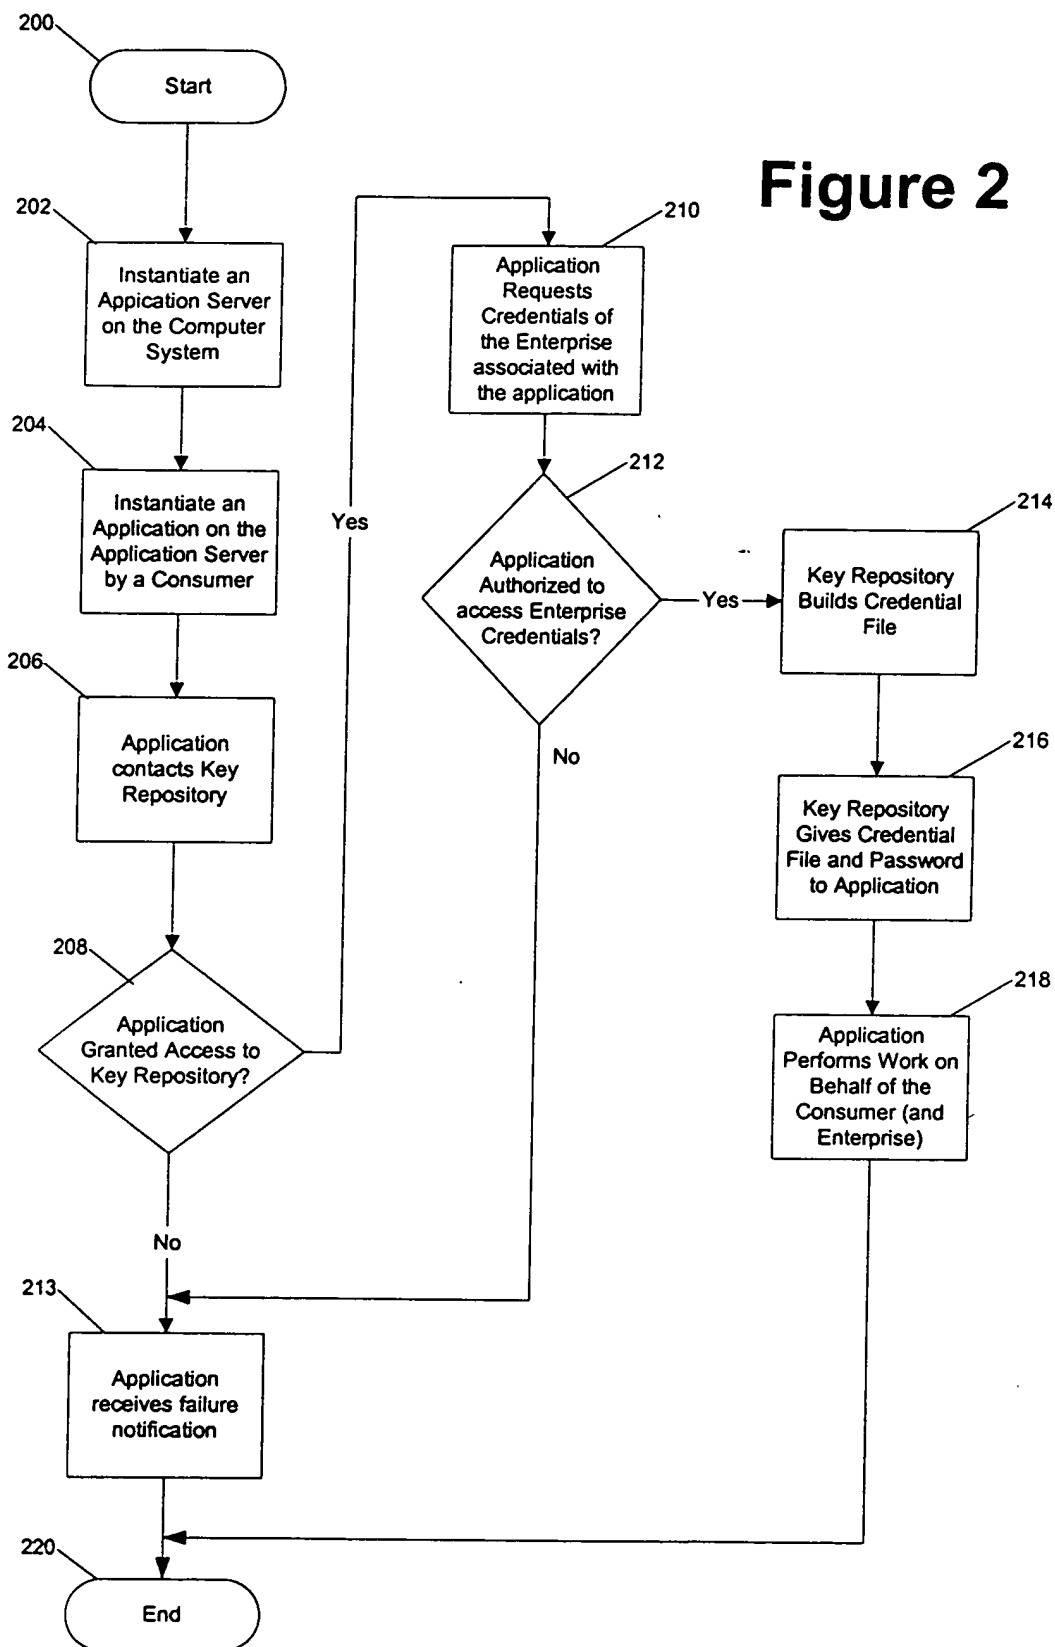 200
Start
Figure 2
202
Instantiate an
Appication Server
on the Computer
System
204
Instantiate an
Application on the
Application Server
by a Consumer
206
Application
contacts Key
Repository
208
Application
Granted Access to
Key Repository?
Yes
No
210
Application
Requests
Credentials of
the Enterprise
associated with
the application
212
Application
Authorized to
access Enterprise
Credentials?
Yes
No
213
Application
receives failure
notification
214
Key Repository
Builds Credential
File
216
Key Repository
Gives Credential
File and Password
to Application
218
Application
Performs Work on
Behalf of the
Consumer (and
Enterprise)
220
End